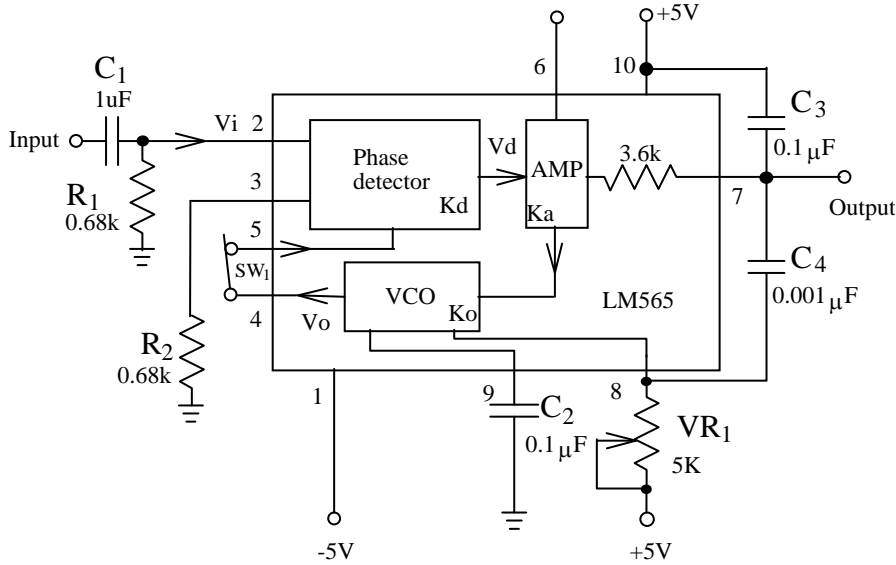 +5V
6
10
C1
1uF
Input
Vi
2
Phase
detector
Kd
Vd
AMP
Ka
3.6k
C3
0.1 μF
3
7
Output
R1
0.68k
5
SW1
4
Vo
VCO
Ko
LM565
C4
0.001 μF
R2
0.68k
1
9
C2
0.1 μF
8
VR1
5K
-5V
+5V